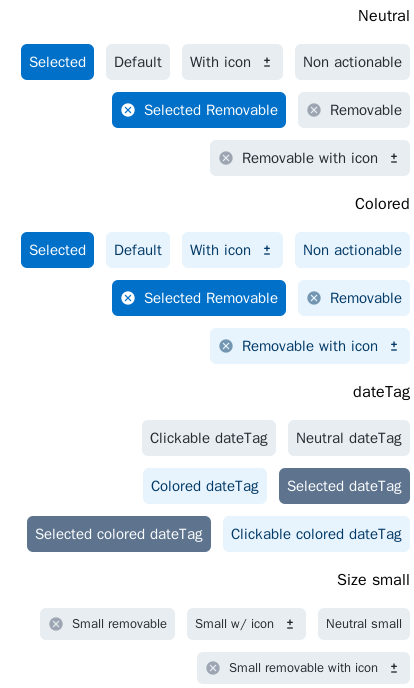 Neutral
Selected Default With icon Non actionable
Selected Removable Removable
Removable with icon
Colored
Selected Default With icon Non actionable
Selected Removable Removable
Removable with icon
dateTag
Clickable dateTag Neutral dateTag
Colored dateTag Selected dateTag
Selected colored dateTag Clickable colored dateTag
Size small
Small removable Small w/ icon Neutral small
Small removable with icon